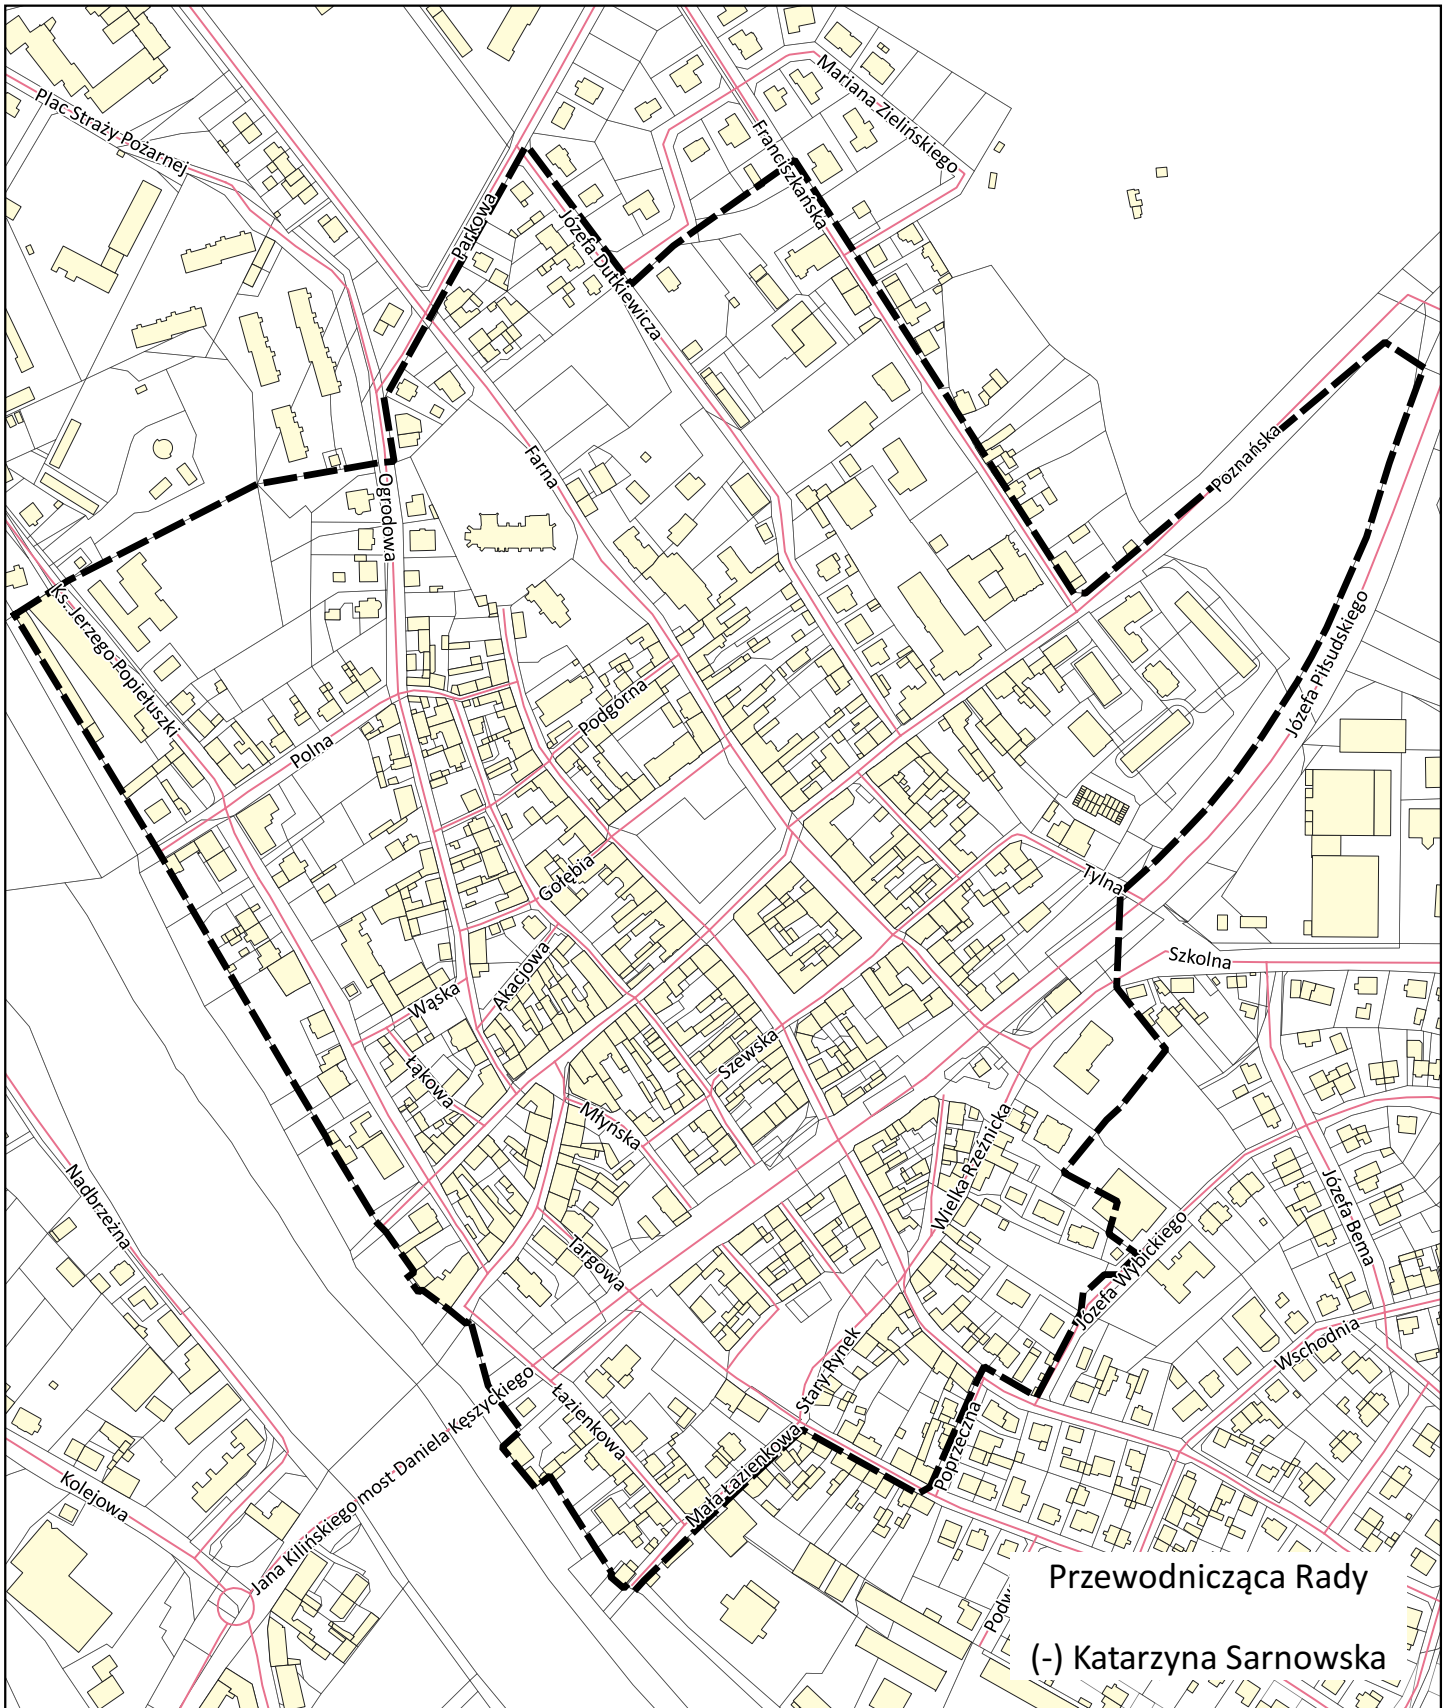 Mariana Zielińskiego
Plac Straży Pożarnej
Franciszkańska
Parkowa
Józefa Dutkiewicza
Farna
Poznańska
Ogrodowa
Ks. Jerzego Popiełuszki
Józefa Piłsudskiego
Podgórna
Polna
Gołębia
Tylna
Szkolna
Akacjowa
Wąska
Szewska
Łąkowa
Młyńska
Wielka Rzeźnicka
Nadbrzeżna
Józefa Bema
Targowa
Józefa Wybickiego
Wschodnia
Stary Rynek
Łazienkowa
Poprzeczna
Mała Łazienkowa
Kolejowa
Jana Kilińskiego most Daniela Kęszyckiego
Podw
Przewodnicząca Rady
(-) Katarzyna Sarnowska